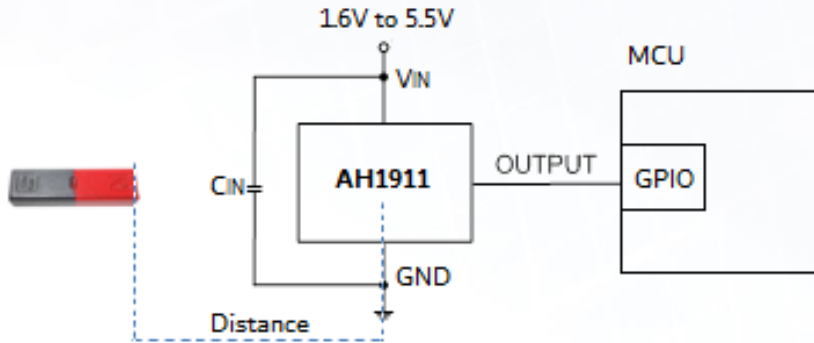 1.6V to 5.5V
MCU
VIN
OUTPUT
CIN
AH1911
GPIO
GND
Distance